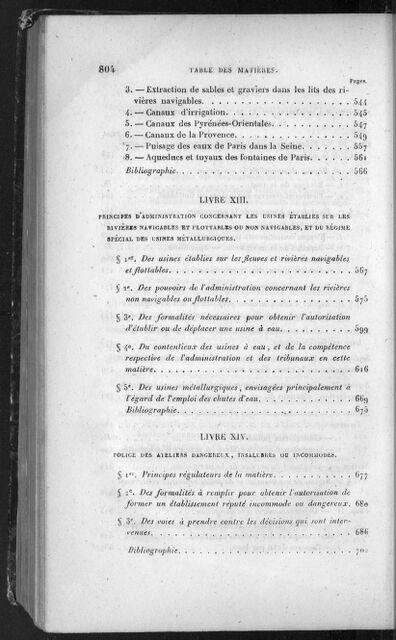 804 TABLE DES MATIÈRES.
Pages.
3. — Extraction de sables et graviers dans les lits des ri-
vières navigables. . . . . . . . . . . . . . . . 544
4. — Canaux d'irrigation. . . . . . . . . . . . . . . 545
5. — Canaux des Pyrénées-Orientales. . . . . . . . . . 547
6. — Canaux de la Provence. . . . . . . . . . . . . . 549
7. — Puisage des eaux de Paris dans la Seine. . . . . . 557
8. — Aqueducs et tuyaux des fontaines de Paris. . . . . 561
Bibliographie. . . . . . . . . . . . . . . . . . . 566
LIVRE XIII.
PRINCIPES D'ADMINISTRATION CONCERNANT LES USINES ÉTABLIES SUR LES
RIVIÈRES NAVIGABLES ET FLOTTABLES OU NON NAVIGABLES, ET DU RÉGIME
SPÉCIAL DES USINES MÉTALLURGIQUES.
§ 1er. Des usines établies sur les fleuves et rivières navigables
et flottables. . . . . . . . . . . . . . . . . . . 567
§ 2e. Des pouvoirs de l'administration concernant les rivières
non navigables ou flottables. . . . . . . . . . . . 575
§ 3e. Des formalités nécessaires pour obtenir l'autorisation
d'établir ou de déplacer une usine à eau. . . . . . . 599
§ 4e. Du contentieux des usines à eau, et de la compétence
respective de l'administration et des tribunaux en cette
matière. . . . . . . . . . . . . . . . . . . . . 616
§ 5e. Des usines métallurgiques, envisagées principalement à
l'égard de l'emploi des chutes d'eau. . . . . . . . . 669
Bibliographie. . . . . . . . . . . . . . . . . . . 675
LIVRE XIV.
POLICE DES ATELIERS DANGEREUX, INSALUBRES OU INCOMMODES.
§ 1er. Principes régulateurs de la matière. . . . . . . . 677
§ 2e. Des formalités à remplir pour obtenir l'autorisation de
former un établissement réputé incommode ou dangereux. 680
§ 3e. Des voies à prendre contre les décisions qui sont inter-
venues. . . . . . . . . . . . . . . . . . . . . 686
Bibliographie. . . . . . . . . . . . . . . . . . . 702